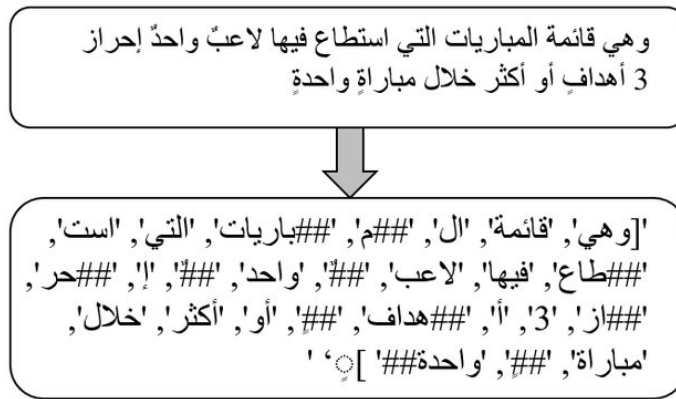 وهي قائمة المباريات التي استطاع فيها لاعبٌ واحدٌ إحراز
3 أهدافٍ أو أكثر خلال مباراةٍ واحدةٍ
'[وهي', 'قائمة', 'ال', '##م', '##باريات', 'التي', 'است',
'##طاع', 'فيها', 'لاعب', '##ٌ', 'واحد', '##ٌ', 'إ', '##حر',
'##از', '3', 'أ', '##هداف', '##ٍ', 'أو', 'أكثر', 'خلال',
'مباراة', '##ٍ', 'واحدة##' ]ٍ‘ '